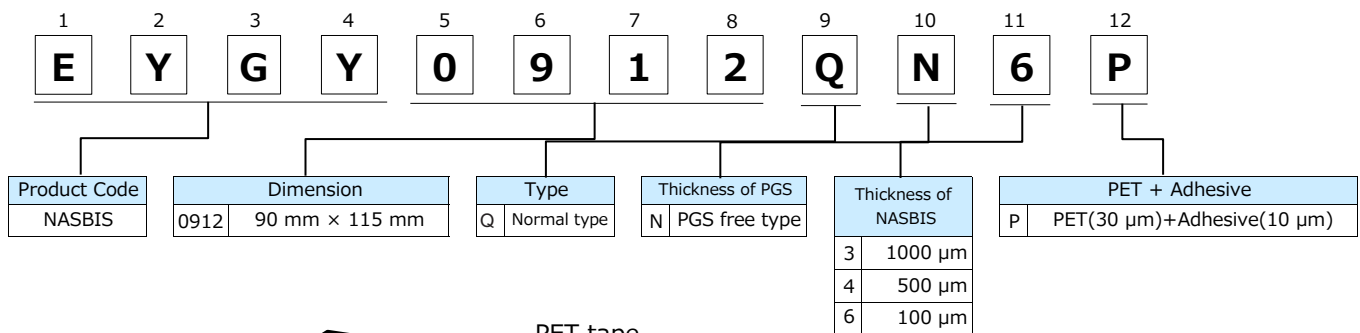 1 2 3 4 5 6 7 8 9 10 11 12
E Y G Y 0 9 1 2 Q N 6 P
Product Code
NASBIS
Dimension
0912 90 mm × 115 mm
Type
Q Normal type
Thickness of PGS
N PGS free type
Thickness of
NASBIS
3 1000 μm
4 500 μm
6 100 μm
PET + Adhesive
P PET(30 μm)+Adhesive(10 μm)
PET tape